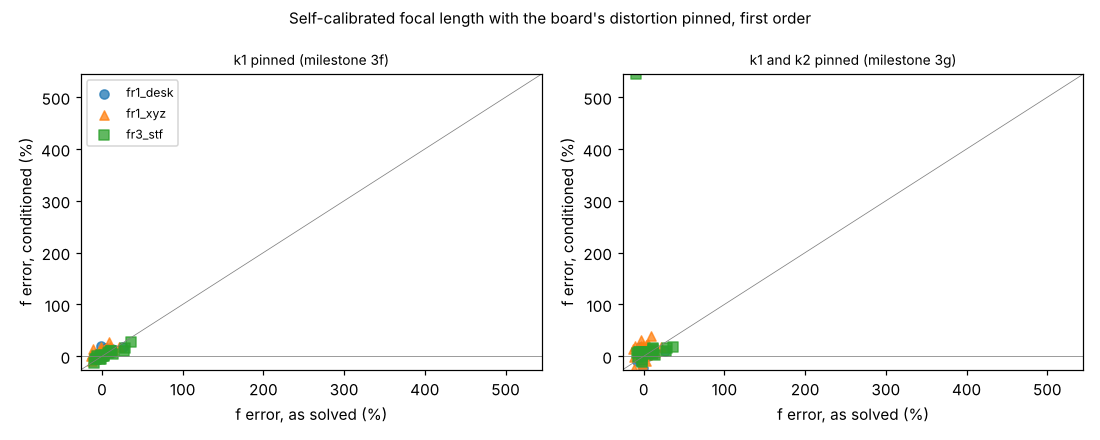 Self-calibrated focal length with the board's distortion pinned, first order
k1 pinned (milestone 3f)
500
400
300
200
100
0
f error, conditioned (%)
fr1_desk
fr1_xyz
fr3_stf
0 100 200 300 400 500
f error, as solved (%)
k1 and k2 pinned (milestone 3g)
500
400
300
200
100
0
f error, conditioned (%)
0 100 200 300 400 500
f error, as solved (%)